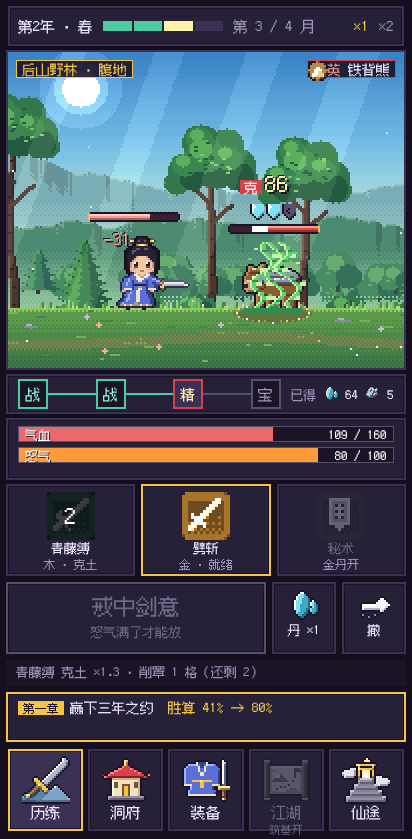 第2年 · 春 第 3 / 4 月 ×1 ×2
后山野林 · 腹地 英 铁背熊
克 86
-31
战 战 精 宝 已得 64 5
气血 109 / 160
怒气 80 / 100
2
青藤缚 劈斩 秘术
木 · 克土 金 · 就绪 金丹开
戒中剑意
怒气满了才能放
丹 ×1 撤
青藤缚 克土 ×1.3 · 削罩 1 格 (还剩 2)
第一章 赢下三年之约 胜算 41% → 80%
历练 洞府 装备 江湖 仙途
筑基开